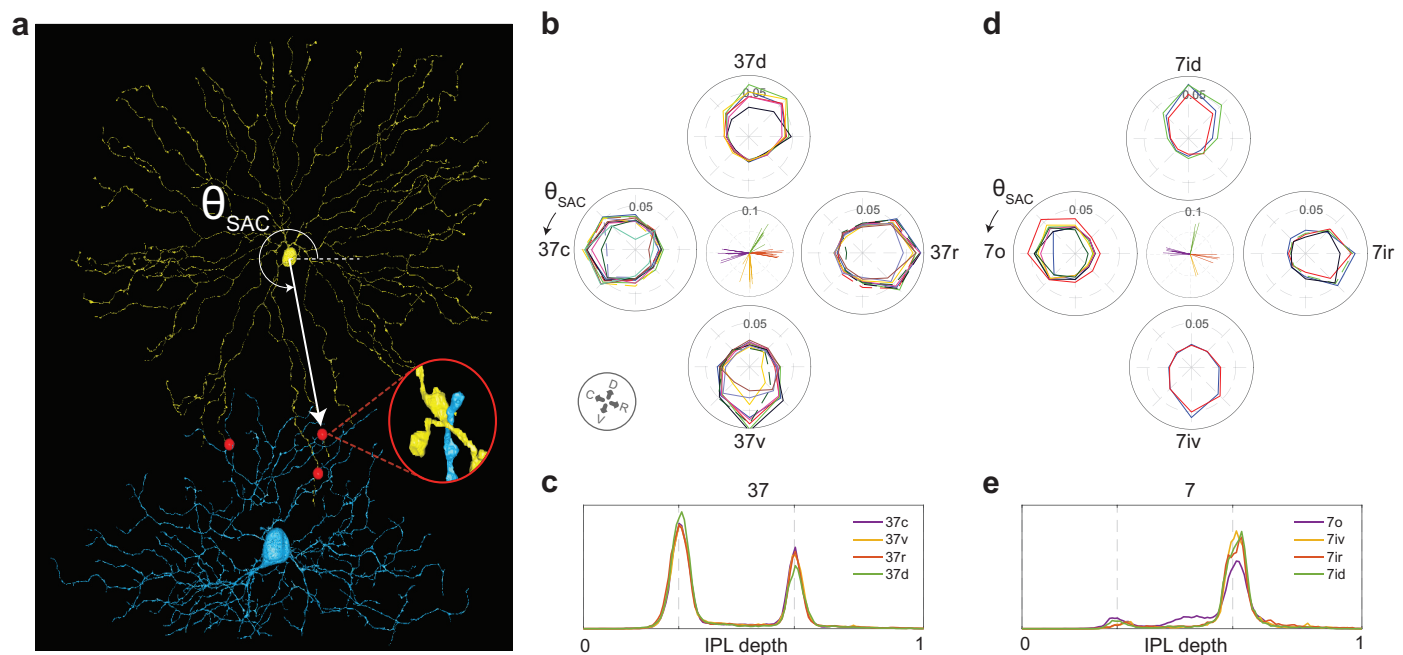 a
θSAC
b
37d
0.05
θSAC
37c
0.05
0.1
0.05
37r
0.05
37v
D
C
R
V
c
37
37c
37v
37r
37d
0
IPL depth
1
d
7id
0.05
θSAC
7o
0.05
0.1
0.05
7ir
0.05
7iv
e
7
7o
7iv
7ir
7id
0
IPL depth
1